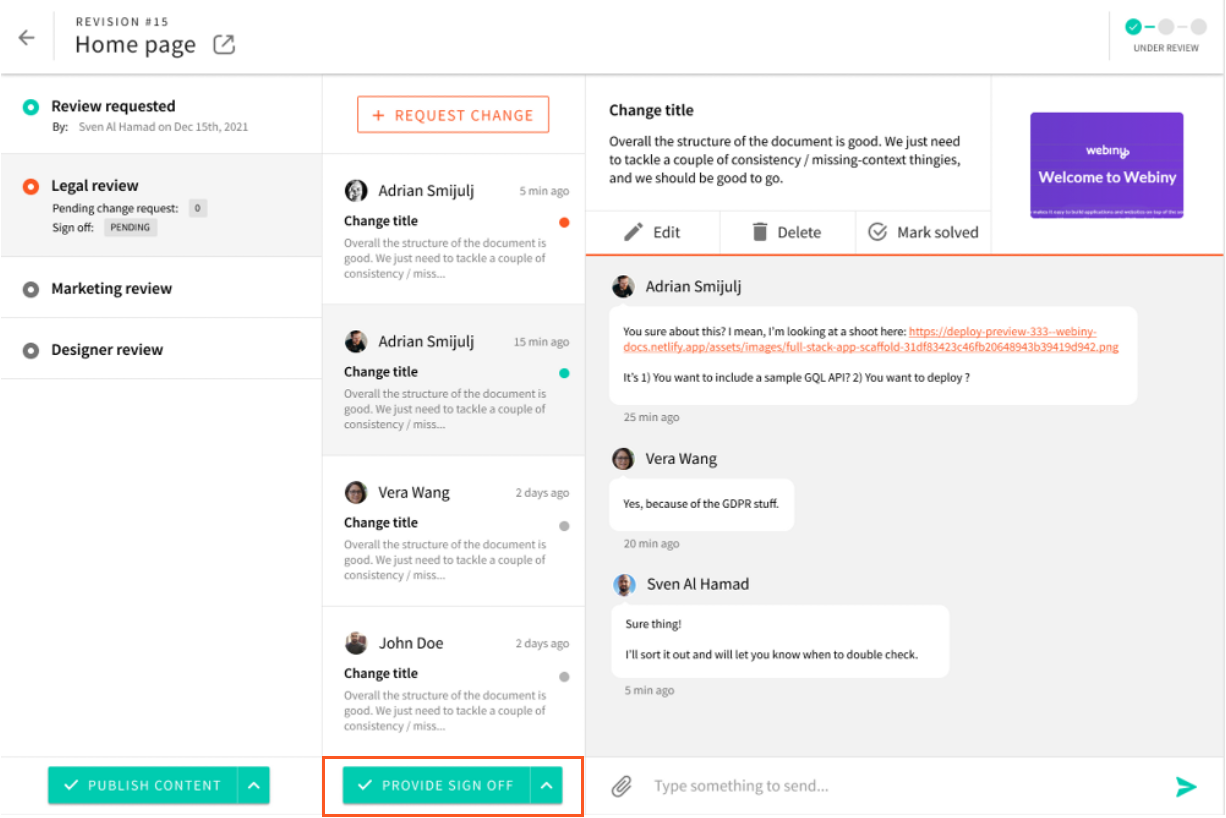 REVISION #15
Home page
UNDER REVIEW
Review requested
By: Sven Al Hamad on Dec 15th, 2021
Legal review
Pending change request: 0
Sign off: PENDING
Marketing review
Designer review
PUBLISH CONTENT
+ REQUEST CHANGE
Adrian Smijulj 5 min ago
Change title
Overall the structure of the document is
good. We just need to tackle a couple of
consistency / miss...
Adrian Smijulj 15 min ago
Change title
Overall the structure of the document is
good. We just need to tackle a couple of
consistency / miss...
Vera Wang 2 days ago
Change title
Overall the structure of the document is
good. We just need to tackle a couple of
consistency / miss...
John Doe 2 days ago
Change title
Overall the structure of the document is
good. We just need to tackle a couple of
consistency / miss...
PROVIDE SIGN OFF
Change title
Overall the structure of the document is good. We just need
to tackle a couple of consistency / missing-context thingies,
and we should be good to go.
Edit Delete Mark solved
webiny
Welcome to Webiny
makes it easy to build applications and websites on top of the
Adrian Smijulj
You sure about this? I mean, I'm looking at a shoot here: https://deploy-preview-333--webiny-
docs.netlify.app/assets/images/full-stack-app-scaffold-31df83423c46fb20648943b39419d942.png
It's 1) You want to include a sample GQL API? 2) You want to deploy ?
25 min ago
Vera Wang
Yes, because of the GDPR stuff.
20 min ago
Sven Al Hamad
Sure thing!
I'll sort it out and will let you know when to double check.
5 min ago
Type something to send...